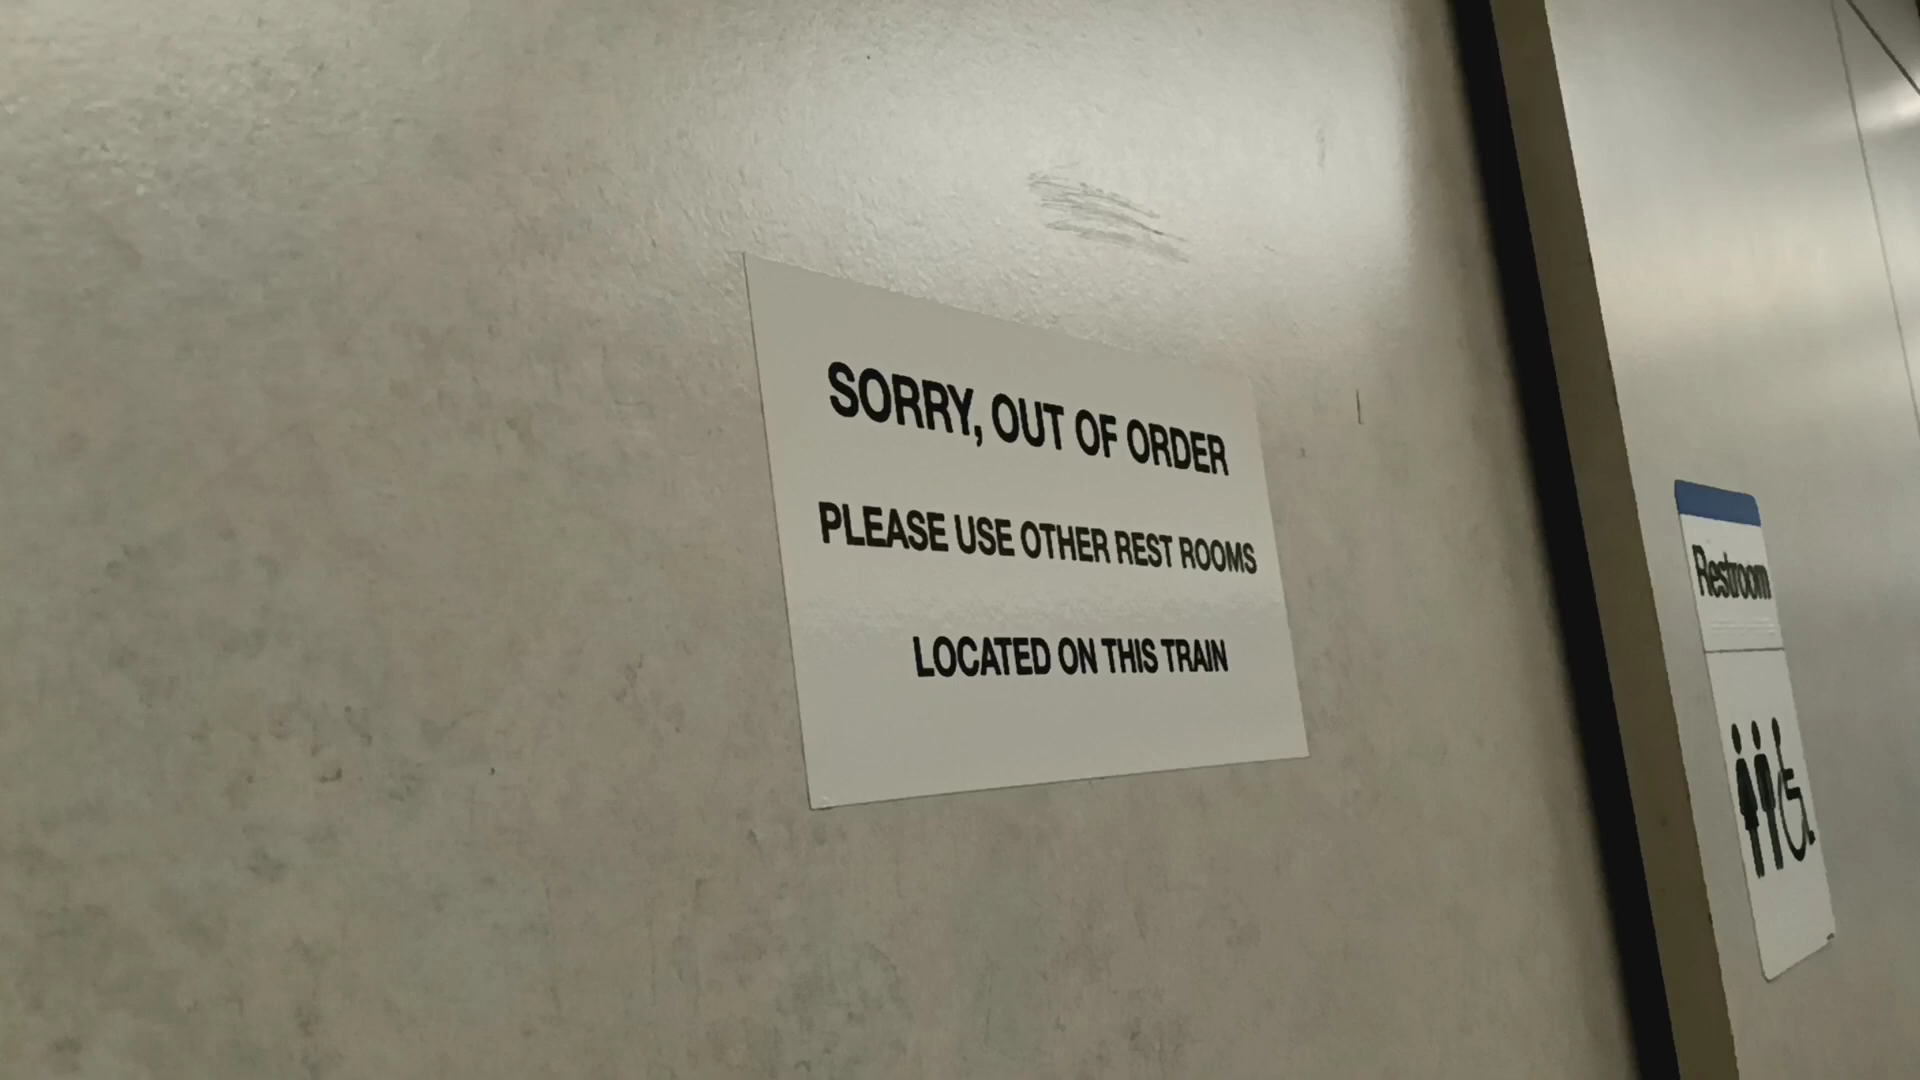 SORRY, OUT OF ORDER
PLEASE USE OTHER REST ROOMS
LOCATED ON THIS TRAIN
Restroom